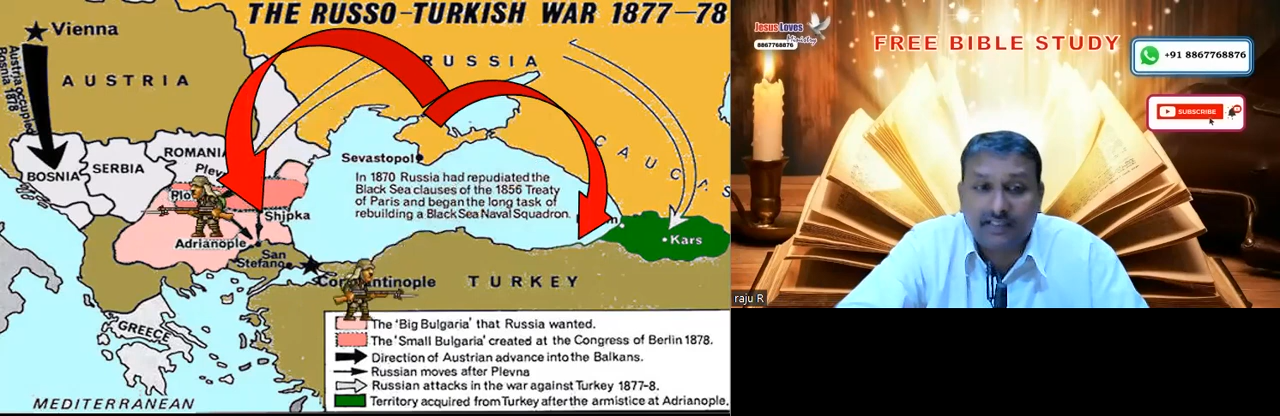 THE RUSSO-TURKISH WAR 1877–78
Vienna
AUSTRIA
Austria occupied
Bosnia 1878
RUSSIA
CAUCAS
BOSNIA
SERBIA
ROMANIA
Plev
Plo
Shipka
Adrianople
San
Stefano
Constantinople
Sevastopol
In 1870 Russia had repudiated the
Black Sea clauses of the 1856 Treaty
of Paris and began the long task of
rebuilding a Black Sea Naval Squadron.
Kars
TURKEY
GREECE
MEDITERRANEAN
The 'Big Bulgaria' that Russia wanted.
The 'Small Bulgaria' created at the Congress of Berlin 1878.
Direction of Austrian advance into the Balkans.
Russian moves after Plevna
Russian attacks in the war against Turkey 1877-8.
Territory acquired from Turkey after the armistice at Adrianople.
Jesus Loves
Ministry
8867768876
FREE BIBLE STUDY
+91 8867768876
SUBSCRIBE
raju R